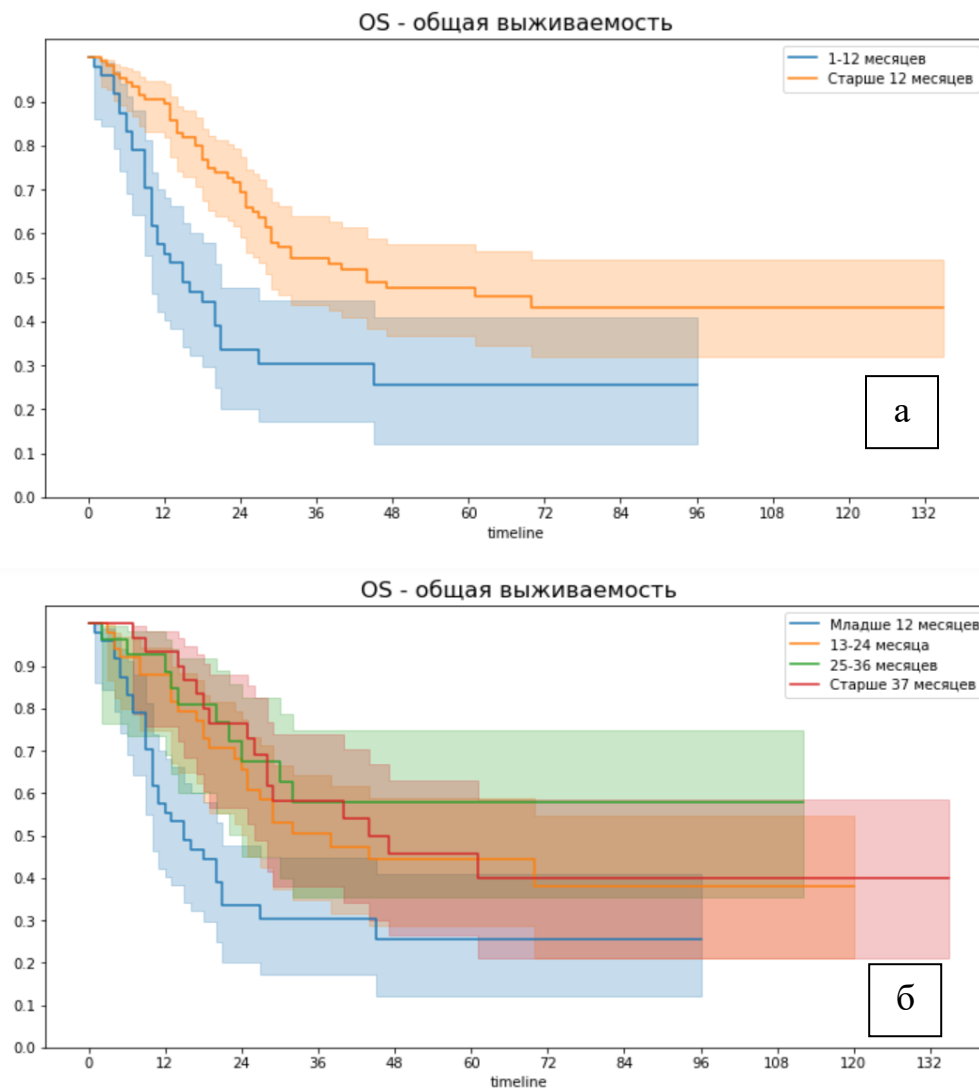 OS - общая выживаемость
1-12 месяцев
Старше 12 месяцев
0.9
0.8
0.7
0.6
0.5
0.4
0.3
0.2
0.1
0.0
а
0 12 24 36 48 60 72 84 96 108 120 132
timeline
OS - общая выживаемость
Младше 12 месяцев
13-24 месяца
25-36 месяцев
Старше 37 месяцев
0.9
0.8
0.7
0.6
0.5
0.4
0.3
0.2
0.1
0.0
б
0 12 24 36 48 60 72 84 96 108 120 132
timeline